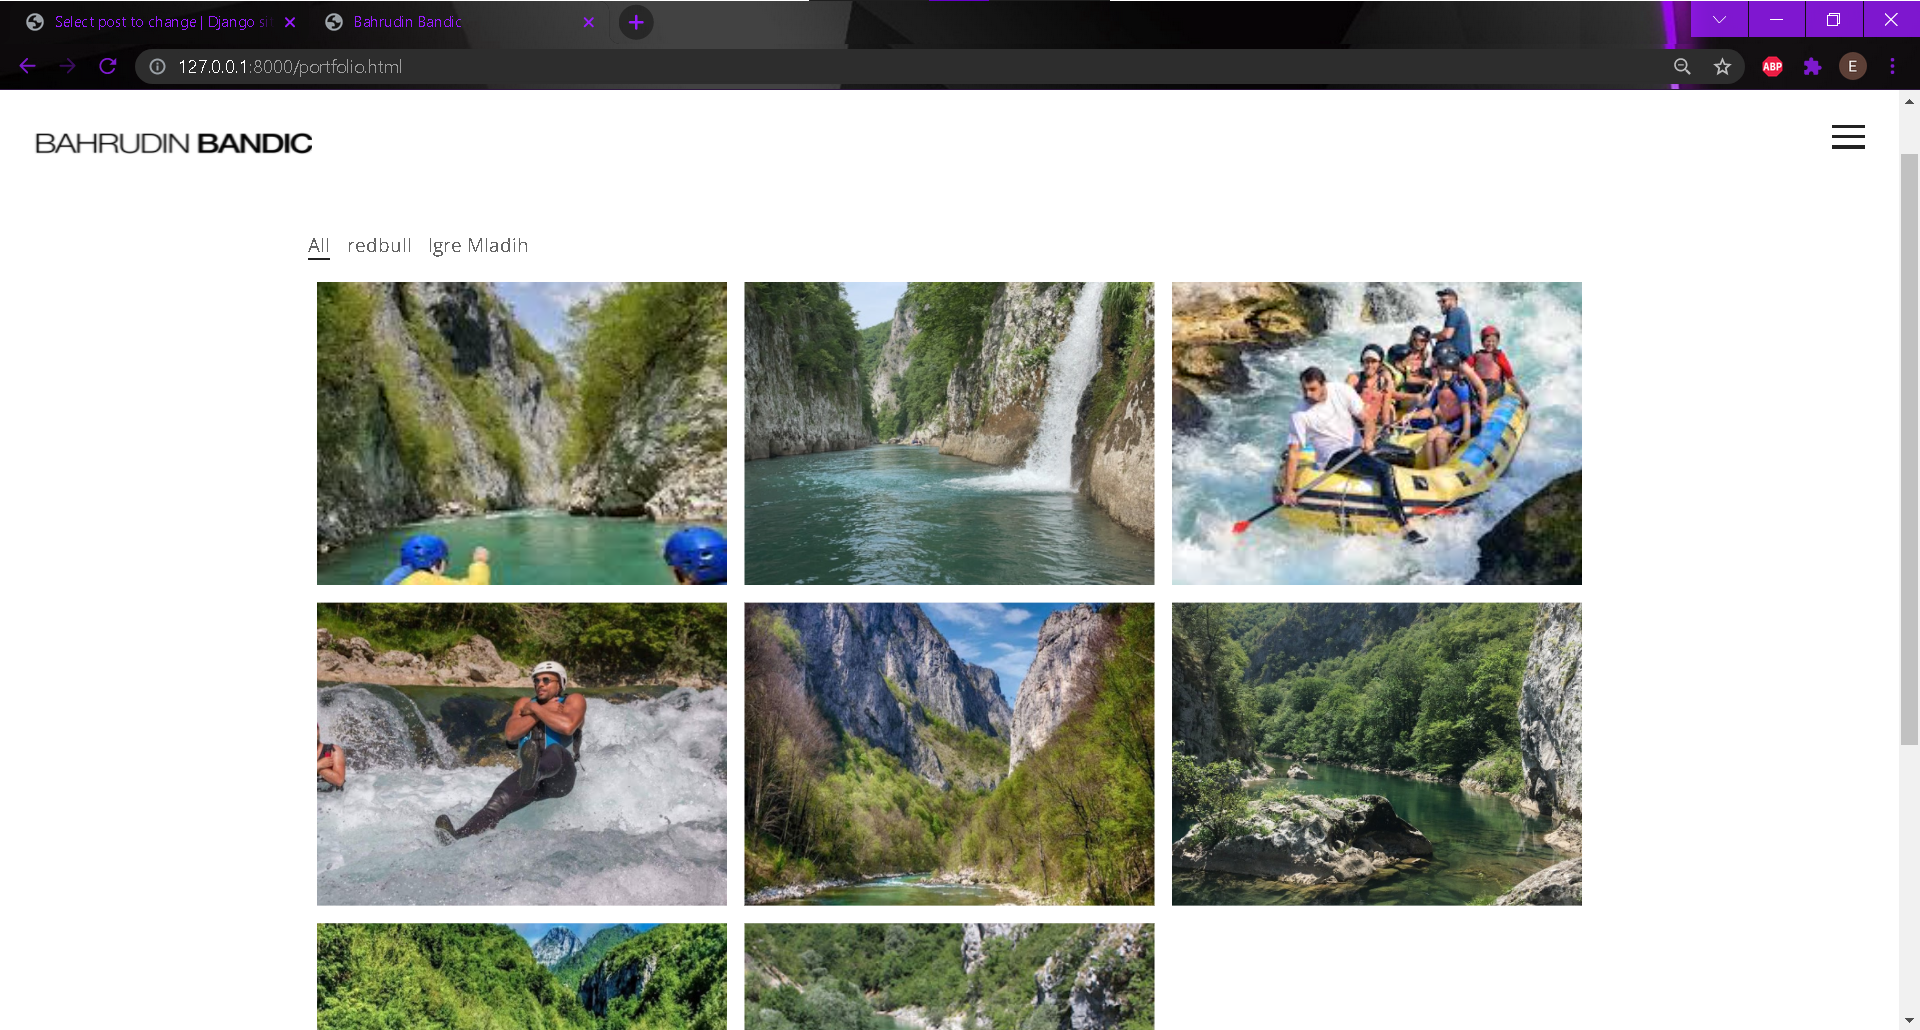 Select post to change | Django si
Bahrudin Bandic
127.0.0.1:8000/portfolio.html
ABP
E
BAHRUDIN BANDIC
All redbull Igre Mladih